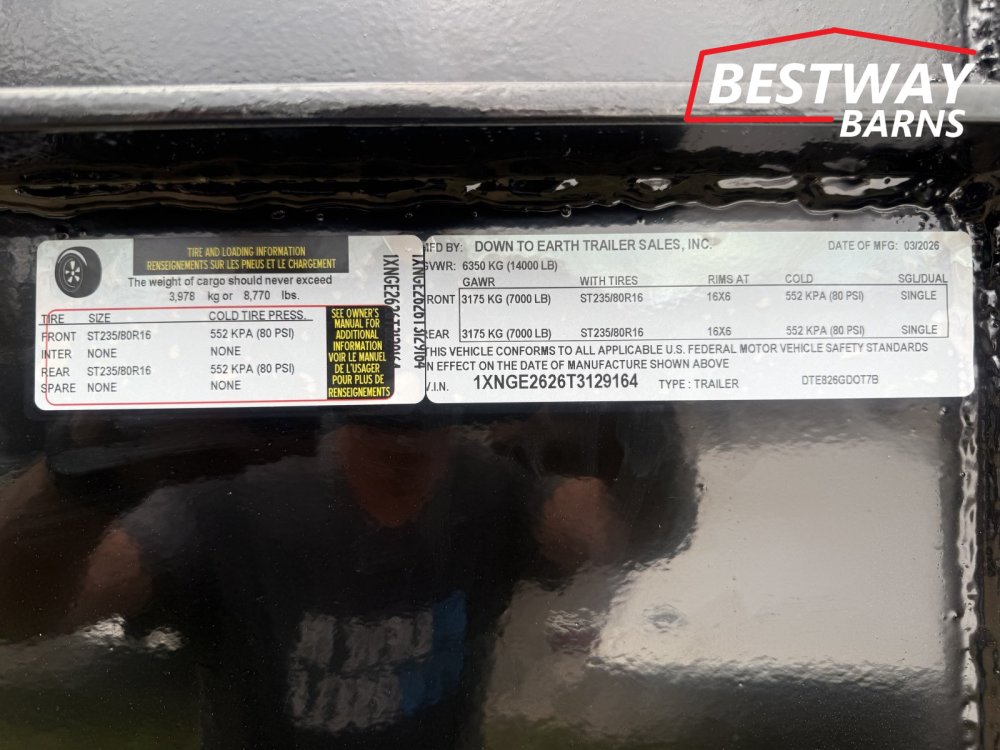 BESTWAY
BARNS
TIRE AND LOADING INFORMATION
RENSEIGNEMENTS SUR LES PNEUS ET LE CHARGEMENT
The weight of cargo should never exceed
3,978 kg or 8,770 lbs.
TIRE SIZE COLD TIRE PRESS.
FRONT ST235/80R16 552 KPA (80 PSI)
INTER NONE NONE
REAR ST235/80R16 552 KPA (80 PSI)
SPARE NONE NONE
SEE OWNER'S
MANUAL FOR
ADDITIONAL
INFORMATION
VOIR LE MANUEL
DE L'USAGER
POUR PLUS DE
RENSEIGNEMENTS
1XNGE2626T3129164
MFD BY: DOWN TO EARTH TRAILER SALES, INC. DATE OF MFG: 03/2026
GVWR: 6350 KG (14000 LB)
GAWR WITH TIRES RIMS AT COLD SGL/DUAL
FRONT 3175 KG (7000 LB) ST235/80R16 16X6 552 KPA (80 PSI) SINGLE
REAR 3175 KG (7000 LB) ST235/80R16 16X6 552 KPA (80 PSI) SINGLE
THIS VEHICLE CONFORMS TO ALL APPLICABLE U.S. FEDERAL MOTOR VEHICLE SAFETY STANDARDS
IN EFFECT ON THE DATE OF MANUFACTURE SHOWN ABOVE
V.I.N. 1XNGE2626T3129164 TYPE : TRAILER DTE826GDOT7B